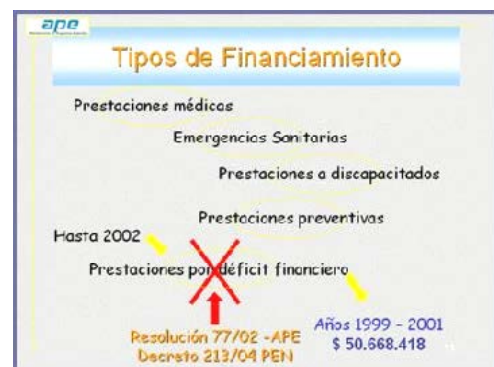 ape
Tipos de Financiamiento
Prestaciones médicas
Emergencias Sanitarias
Prestaciones a discapacitados
Prestaciones preventivas
Hasta 2002
Prestaciones por déficit financiero
Resolución 77/02 -APE
Decreto 213/04 PEN
Años 1999 - 2001
$ 50.668.418